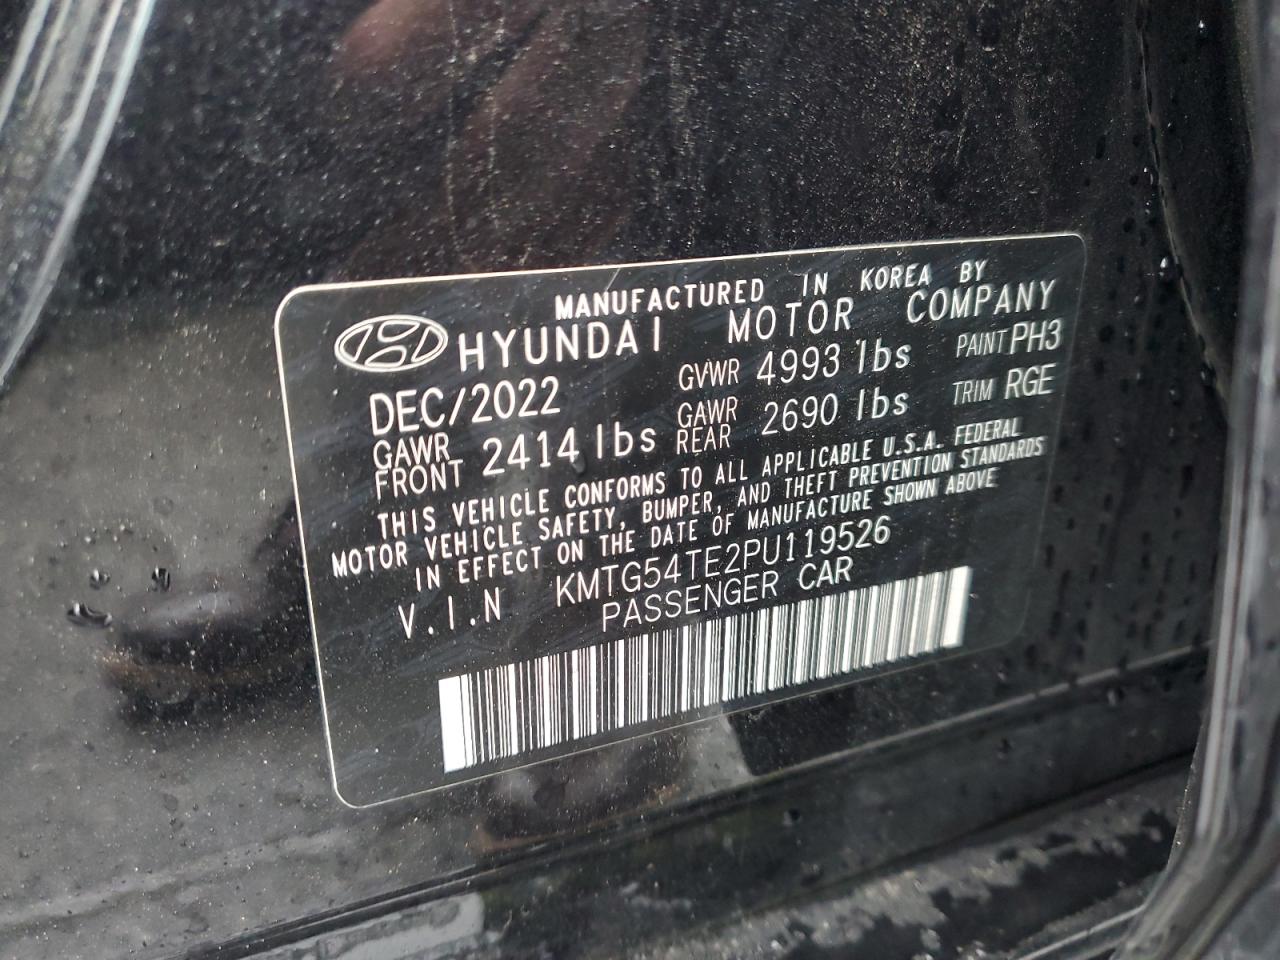 MANUFACTURED IN KOREA BY
HYUNDAI MOTOR COMPANY
DEC/2022 GVWR 4993 lbs PAINT PH3
GAWR FRONT 2414 lbs GAWR REAR 2690 lbs TRIM RGE
THIS VEHICLE CONFORMS TO ALL APPLICABLE U.S.A. FEDERAL
MOTOR VEHICLE SAFETY, BUMPER, AND THEFT PREVENTION STANDARDS
IN EFFECT ON THE DATE OF MANUFACTURE SHOWN ABOVE
V.I.N KMTG54TE2PU119526
PASSENGER CAR